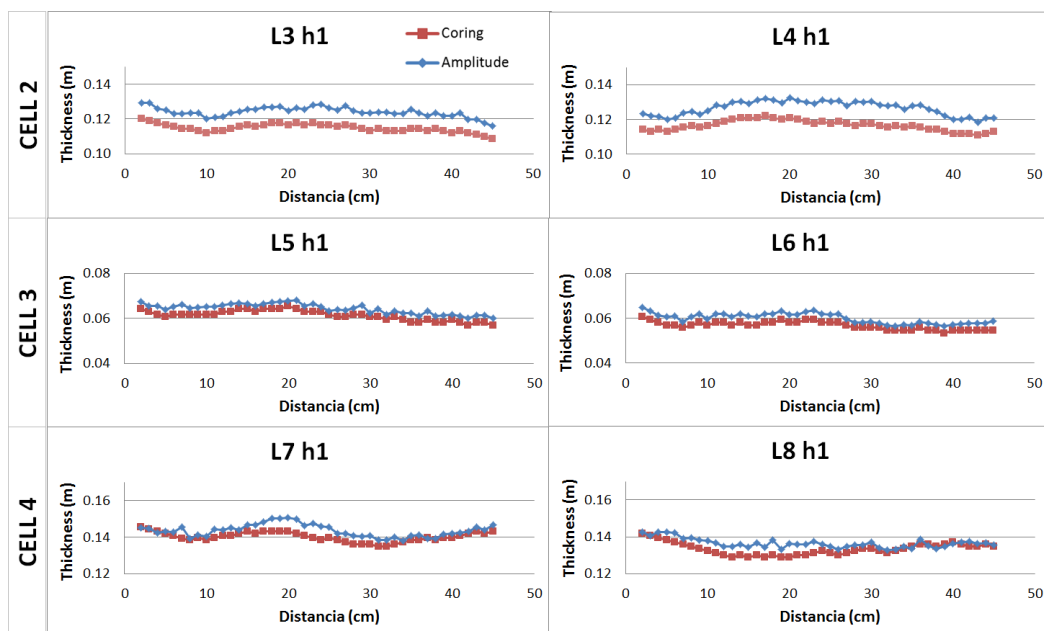 CELL 2
L3 h1
Coring
Amplitude
Thickness (m)
0.14
0.12
0.10
0 10 20 30 40 50
Distancia (cm)
L4 h1
Thickness (m)
0.14
0.12
0.10
0 10 20 30 40 50
Distancia (cm)
CELL 3
L5 h1
Thickness (m)
0.08
0.06
0.04
0 10 20 30 40 50
Distancia (cm)
L6 h1
Thickness (m)
0.08
0.06
0.04
0 10 20 30 40 50
Distancia (cm)
CELL 4
L7 h1
Thickness (m)
0.16
0.14
0.12
0 10 20 30 40 50
Distancia (cm)
L8 h1
Thickness (m)
0.16
0.14
0.12
0 10 20 30 40 50
Distancia (cm)